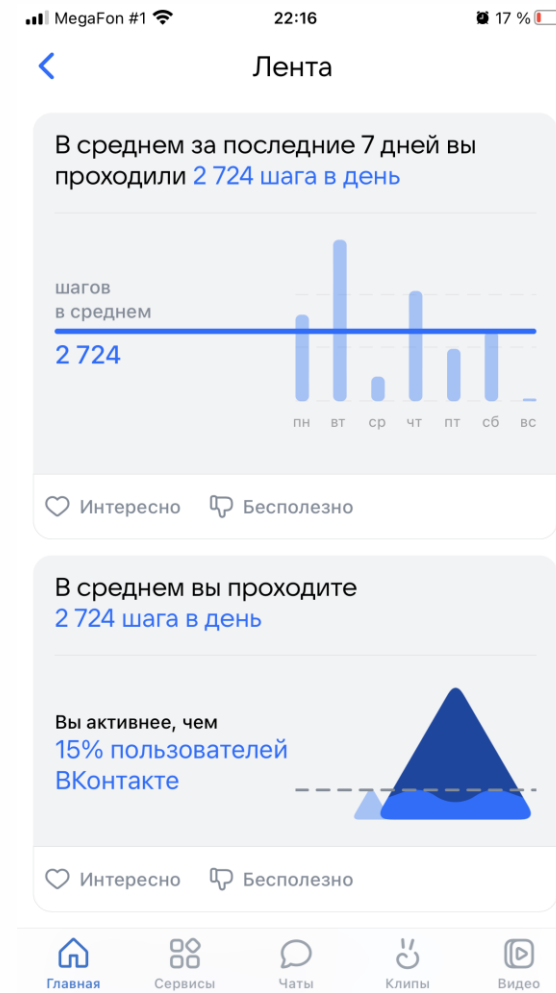 MegaFon #1 22:16 17 %
Лента
В среднем за последние 7 дней вы
проходили 2 724 шага в день
шагов
в среднем
2 724
пн вт ср чт пт сб вс
Интересно Бесполезно
В среднем вы проходите
2 724 шага в день
Вы активнее, чем
15% пользователей
ВКонтакте
Интересно Бесполезно
Главная Сервисы Чаты Клипы Видео